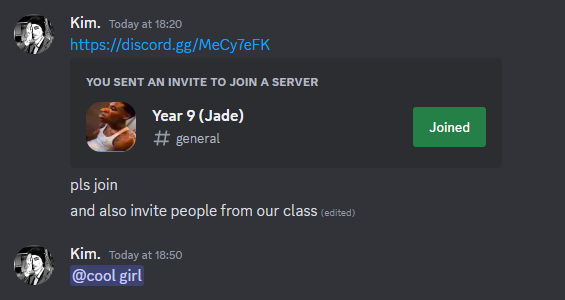 Kim. Today at 18:20
https://discord.gg/MeCy7eFK
YOU SENT AN INVITE TO JOIN A SERVER
Year 9 (Jade)
# general
Joined
pls join
and also invite people from our class (edited)
Kim. Today at 18:50
@cool girl